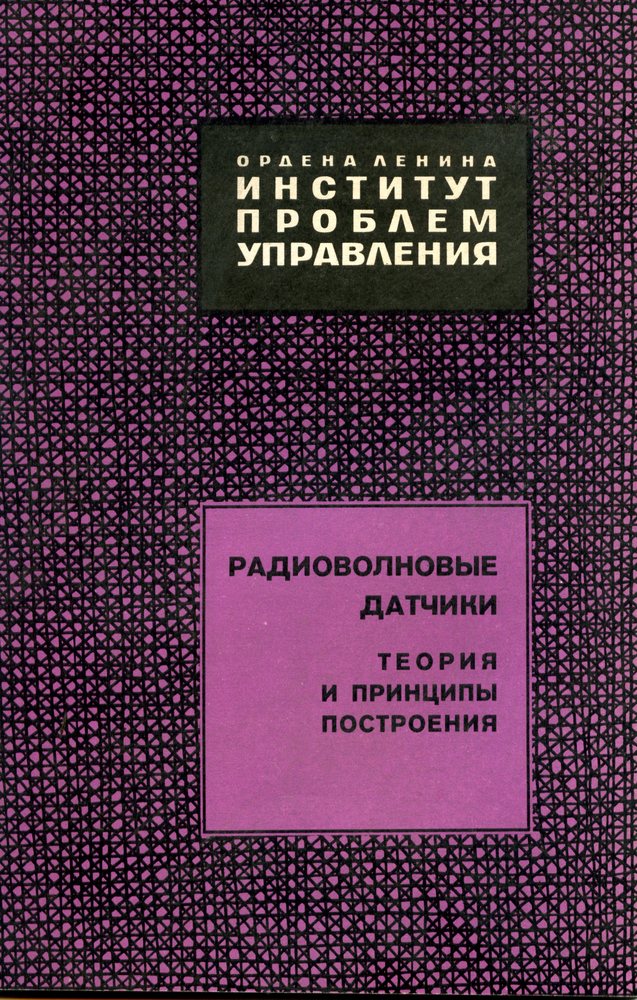 ОРДЕНА ЛЕНИНА
ИНСТИТУТ
ПРОБЛЕМ
УПРАВЛЕНИЯ
РАДИОВОЛНОВЫЕ
ДАТЧИКИ
ТЕОРИЯ
И ПРИНЦИПЫ
ПОСТРОЕНИЯ